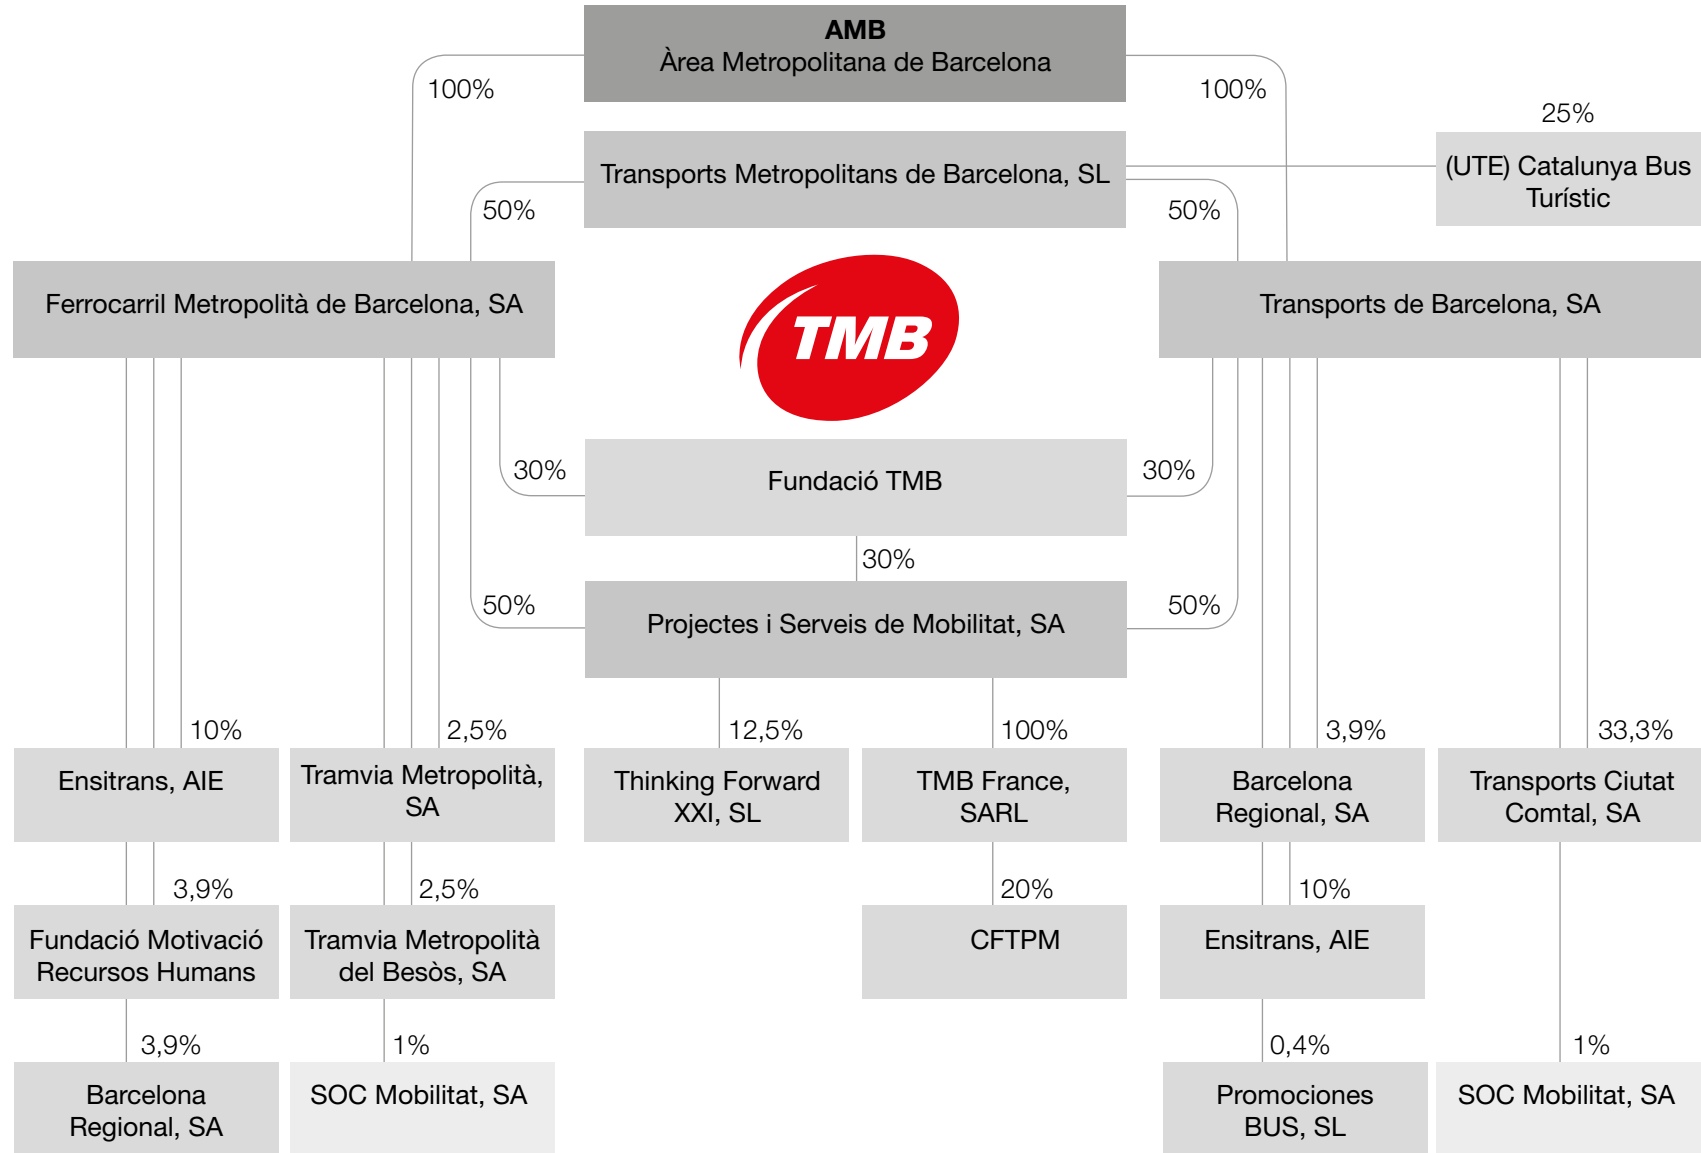 AMB
Àrea Metropolitana de Barcelona
100%
100%
25%
Transports Metropolitans de Barcelona, SL
(UTE) Catalunya Bus
Turístic
50%
50%
Ferrocarril Metropolità de Barcelona, SA
TMB
Transports de Barcelona, SA
30%
Fundació TMB
30%
30%
50%
Projectes i Serveis de Mobilitat, SA
50%
10%
2,5%
12,5%
100%
3,9%
33,3%
Ensitrans, AIE
Tramvia Metropolità,
SA
Thinking Forward
XXI, SL
TMB France,
SARL
Barcelona
Regional, SA
Transports Ciutat
Comtal, SA
3,9%
2,5%
20%
10%
Fundació Motivació
Recursos Humans
Tramvia Metropolità
del Besòs, SA
CFTPM
Ensitrans, AIE
3,9%
1%
0,4%
1%
Barcelona
Regional, SA
SOC Mobilitat, SA
Promociones
BUS, SL
SOC Mobilitat, SA